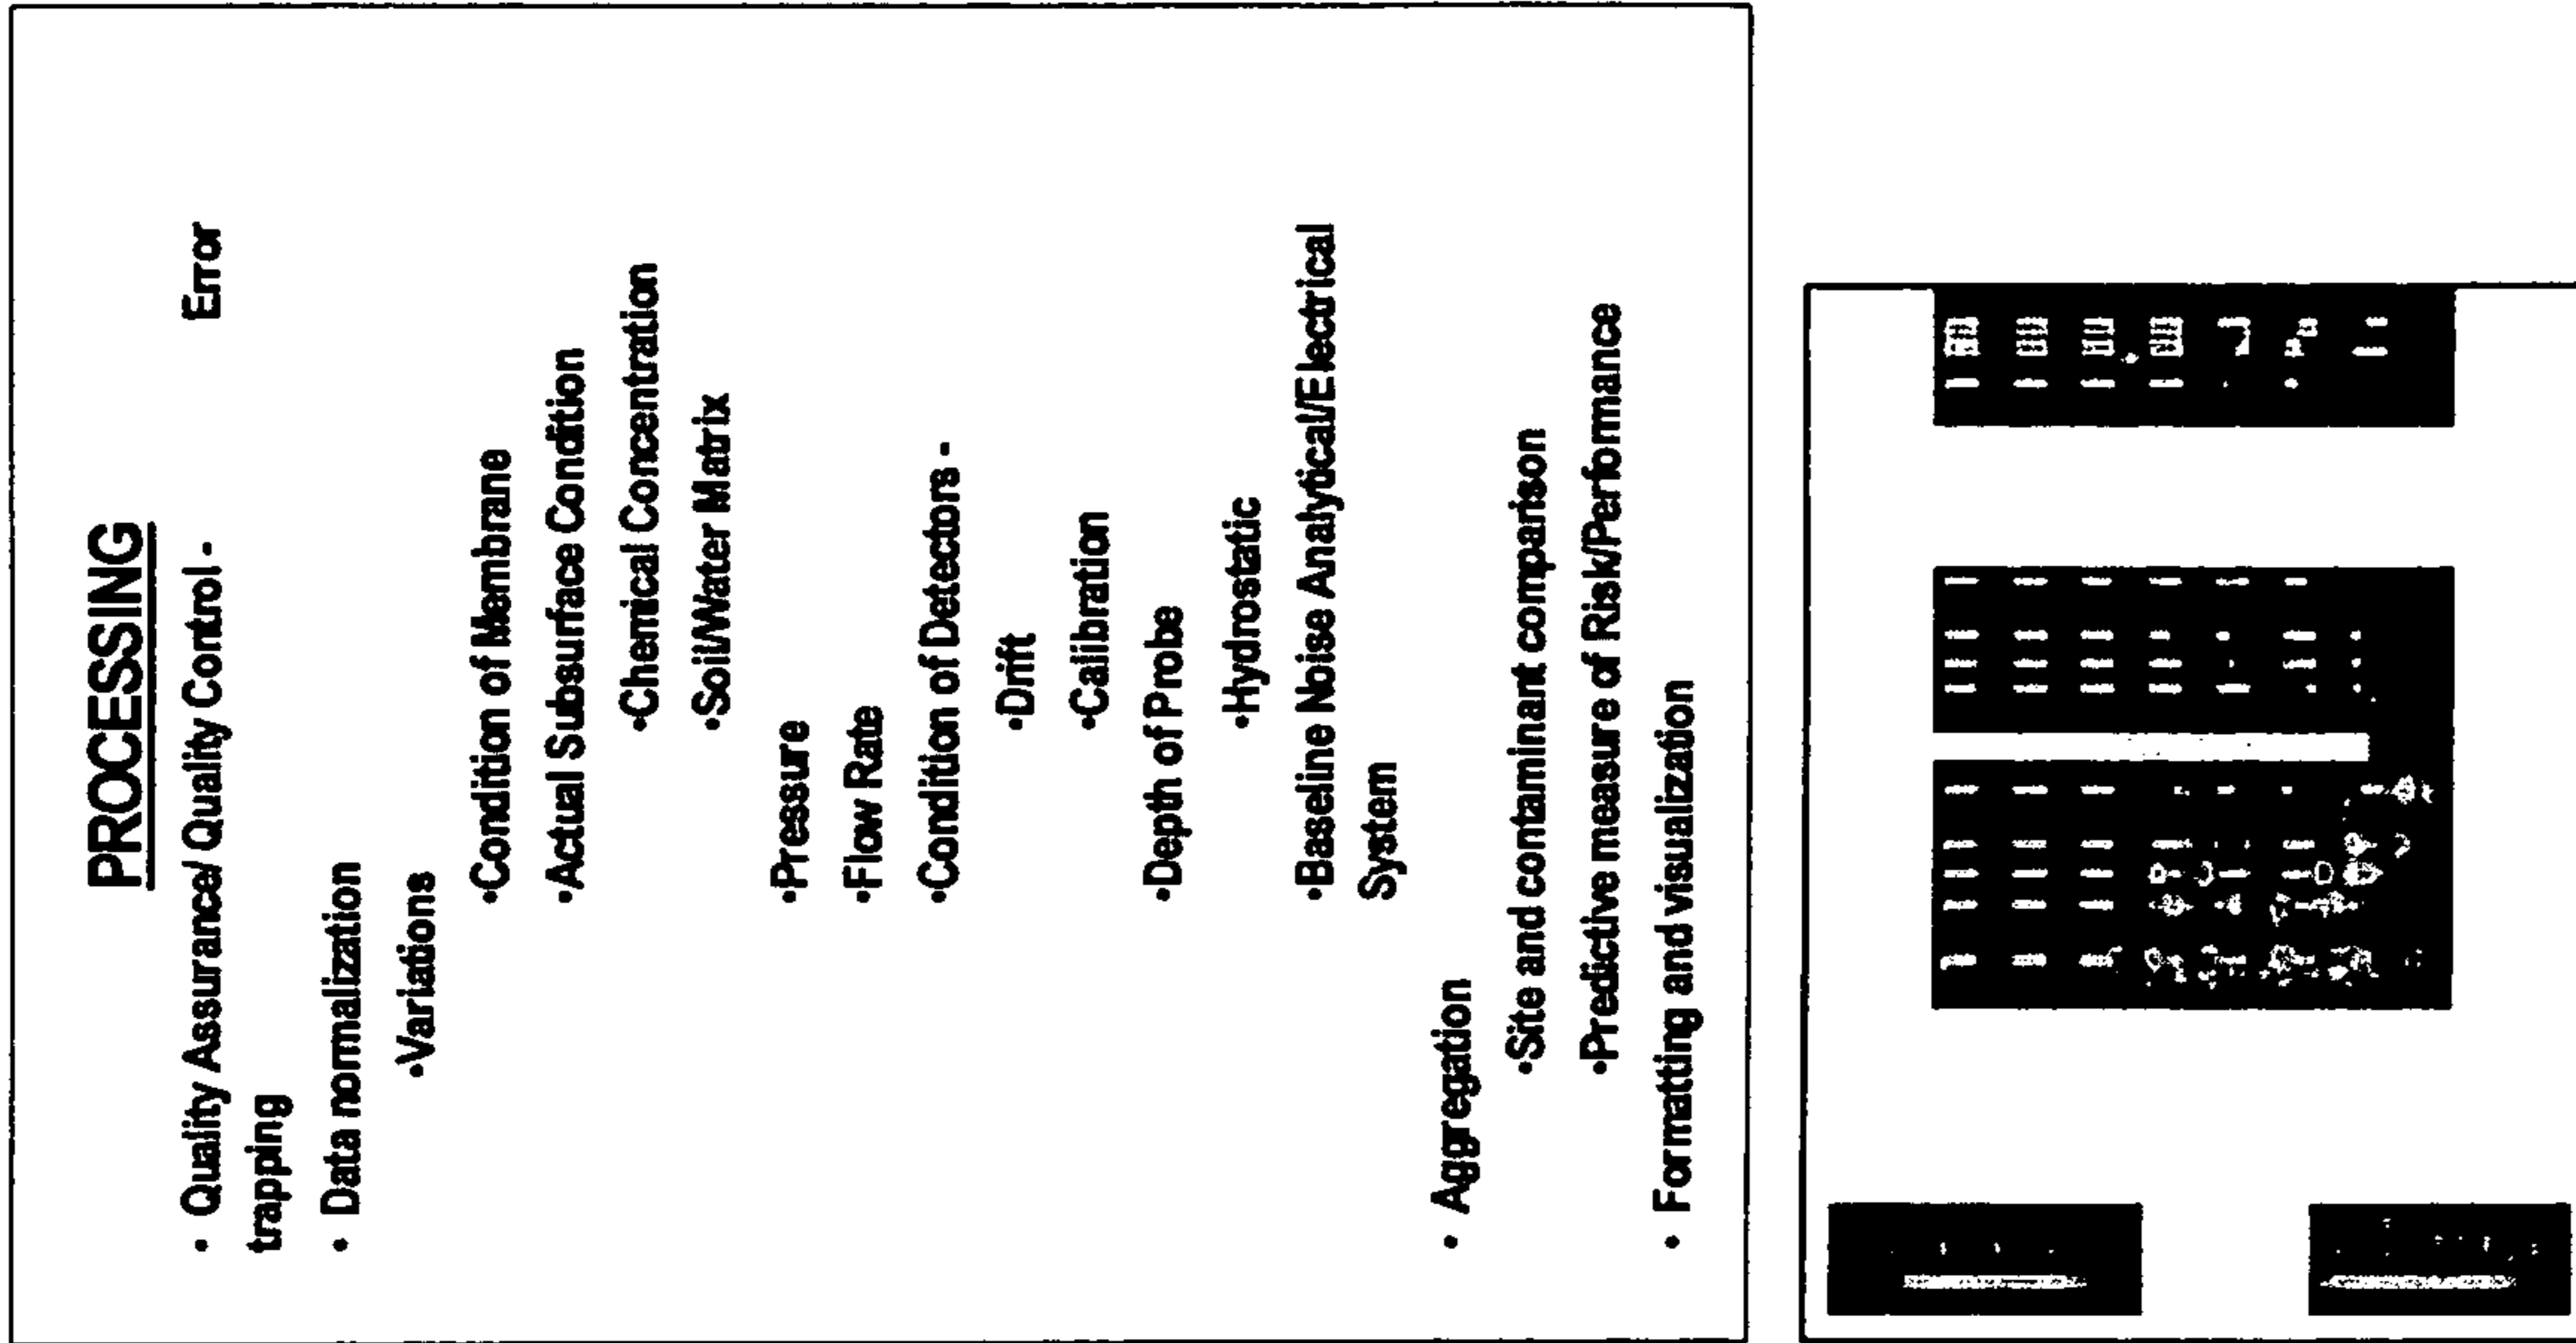 PROCESSING
• Quality Assurance/ Quality Control - Error
trapping
• Data normalization
•Variations
•Condition of Membrane
•Actual Subsurface Condition
•Chemical Concentration
•Soil/Water Matrix
•Pressure
•Flow Rate
•Condition of Detectors -
•Drift
•Calibration
•Depth of Probe
•Hydrostatic
•Baseline Noise Analytical/Electrical
System
• Aggregation
•Site and contaminant comparison
•Predictive measure of Risk/Performance
• Formatting and visualization